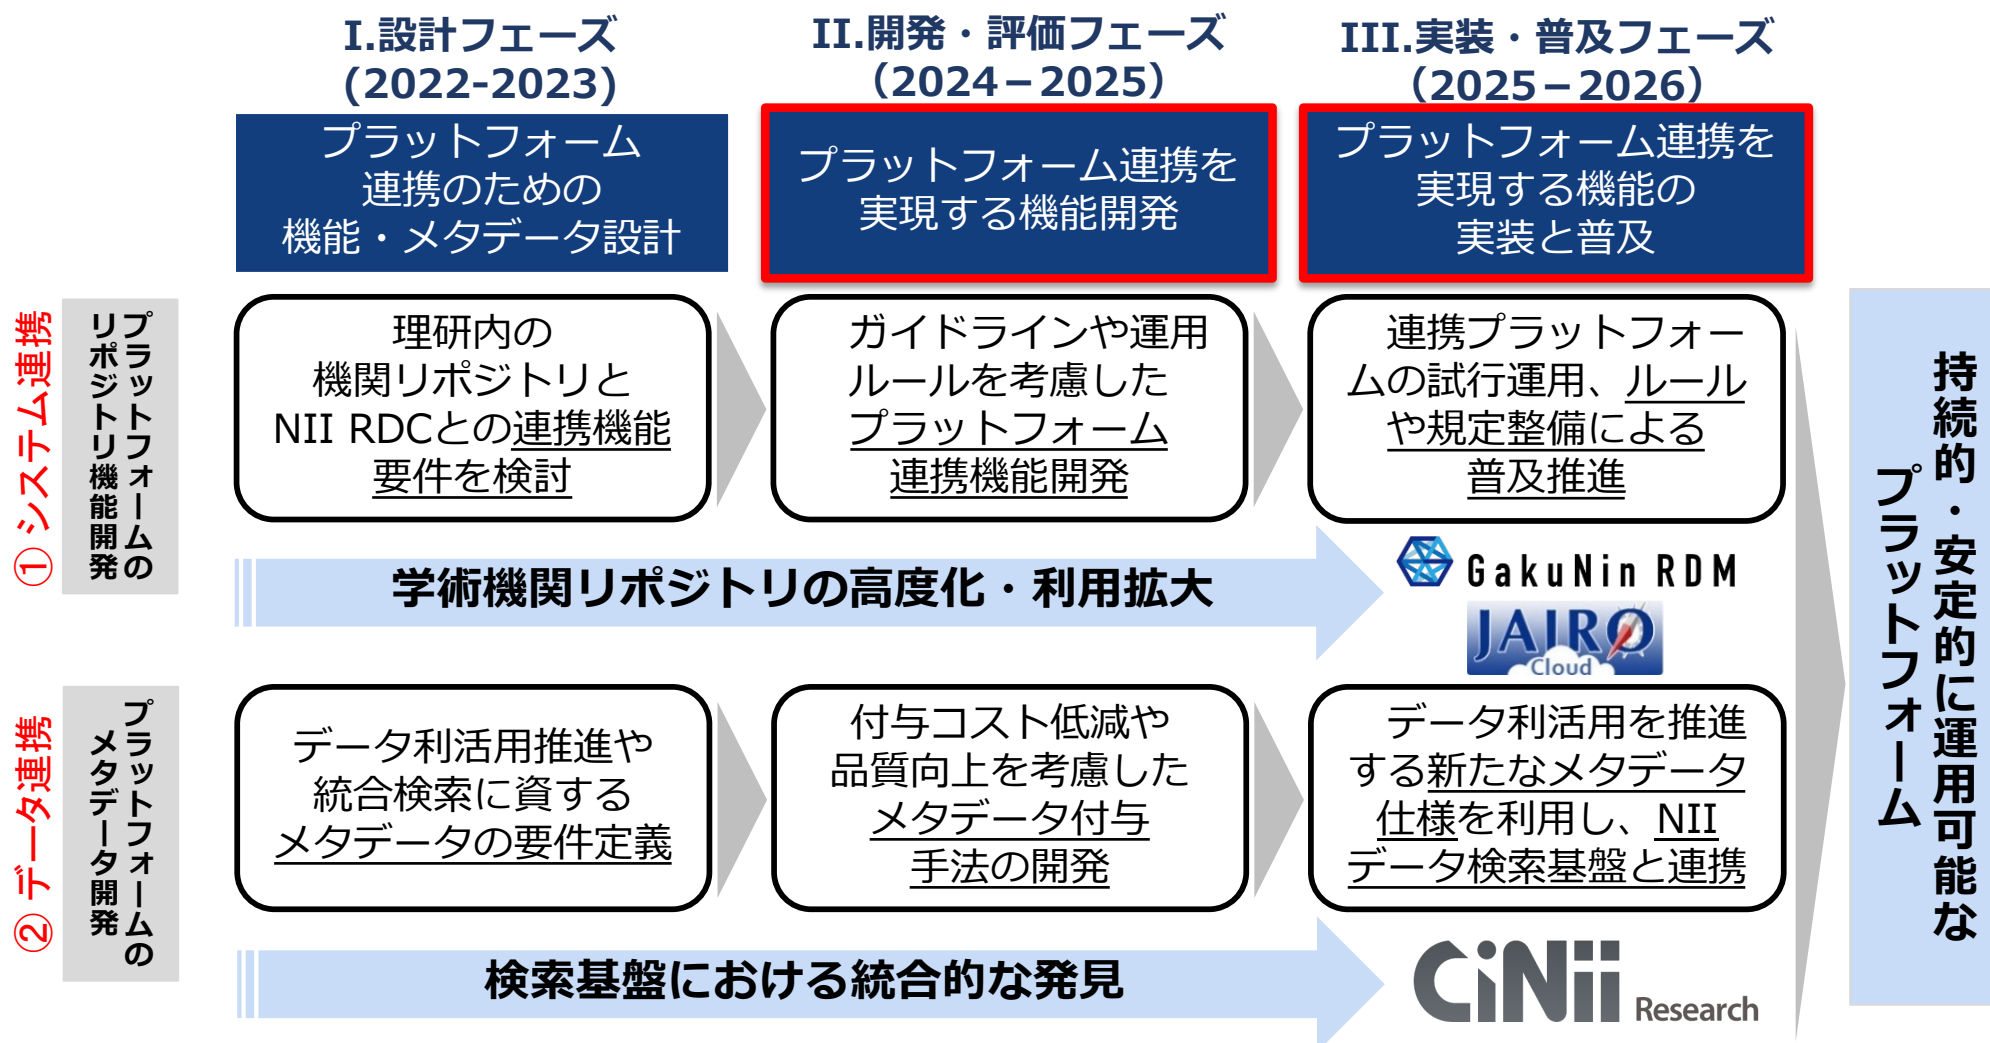 I.設計フェーズ
(2022-2023)
II.開発・評価フェーズ
（2024－2025）
III.実装・普及フェーズ
（2025－2026）
プラットフォーム
連携のための
機能・メタデータ設計
プラットフォーム連携を
実現する機能開発
プラットフォーム連携を
実現する機能の
実装と普及
① システム連携
プラットフォームの
リポジトリ機能開発
理研内の
機関リポジトリと
NII RDCとの連携機能
要件を検討
ガイドラインや運用
ルールを考慮した
プラットフォーム
連携機能開発
連携プラットフォー
ムの試行運用、ルール
や規定整備による
普及推進
学術機関リポジトリの高度化・利用拡大
GakuNin RDM
JAIRO
Cloud
② データ連携
プラットフォームの
メタデータ開発
データ利活用推進や
統合検索に資する
メタデータの要件定義
付与コスト低減や
品質向上を考慮した
メタデータ付与
手法の開発
データ利活用を推進
する新たなメタデータ
仕様を利用し、NII
データ検索基盤と連携
検索基盤における統合的な発見
CiNii
Research
持続的・安定的に運用可能な
プラットフォーム